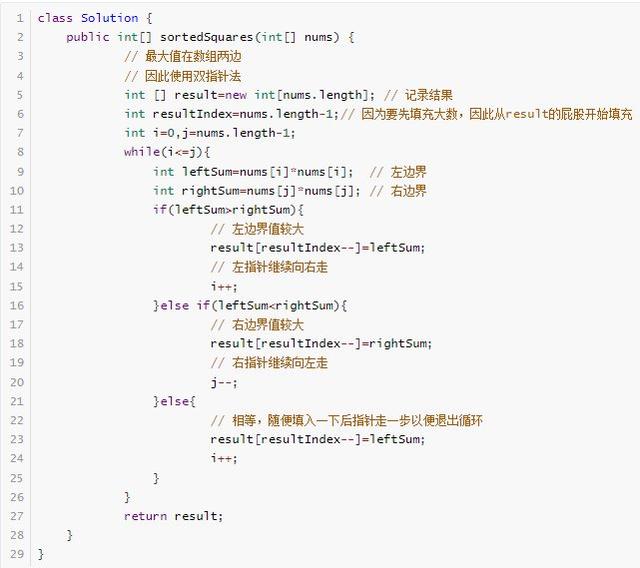 1 class Solution {
2     public int[] sortedSquares(int[] nums) {
3             // 最大值在数组两边
4             // 因此使用双指针法
5             int [] result=new int[nums.length]; // 记录结果
6             int resultIndex=nums.length-1;// 因为要先填充大数，因此从result的屁股开始填充
7             int i=0,j=nums.length-1;
8             while(i<=j){
9                 int leftSum=nums[i]*nums[i];  // 左边界
10                 int rightSum=nums[j]*nums[j]; // 右边界
11                 if(leftSum>rightSum){
12                         // 左边界值较大
13                         result[resultIndex--]=leftSum;
14                         // 左指针继续向右走
15                         i++;
16                 }else if(leftSum<rightSum){
17                         // 右边界值较大
18                         result[resultIndex--]=rightSum;
19                         // 右指针继续向左走
20                         j--;
21                 }else{
22                         // 相等，随便填入一下后指针走一步以便退出循环
23                         result[resultIndex--]=leftSum;
24                         i++;
25                 }
26             }
27             return result;
28     }
29 }